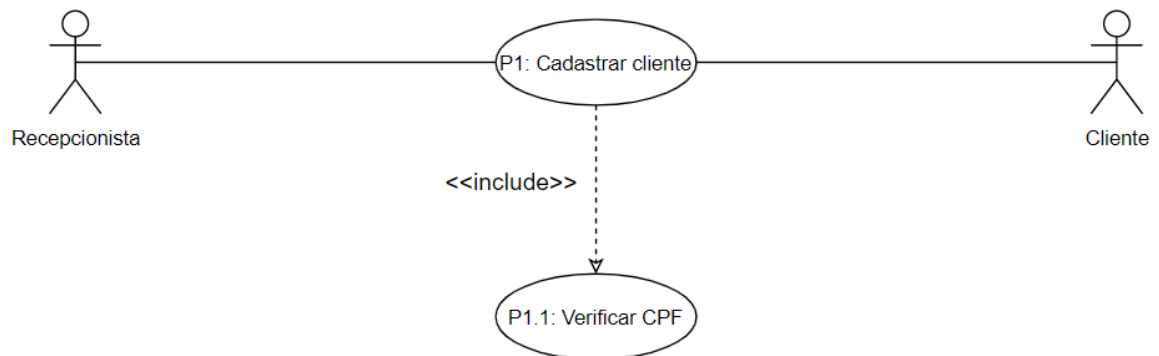 P1: Cadastrar cliente
Recepcionista
Cliente
<<include>>
P1.1: Verificar CPF